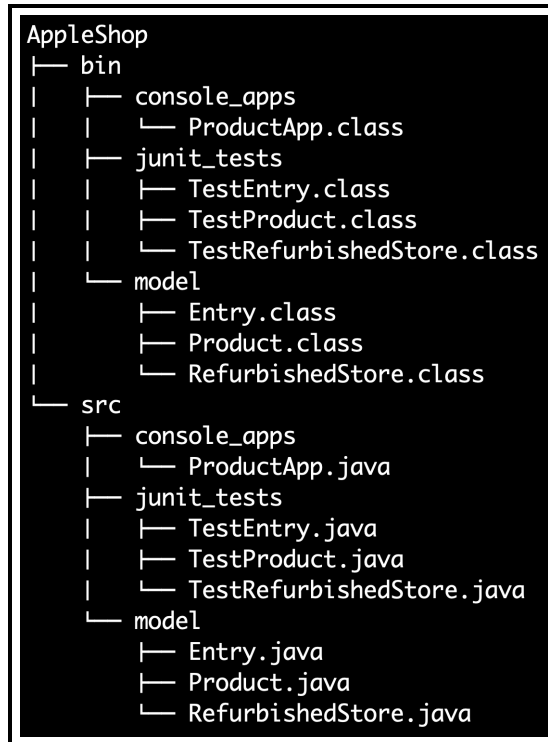 AppleShop
├── bin
│   ├── console_apps
│   │   └── ProductApp.class
│   ├── junit_tests
│   │   ├── TestEntry.class
│   │   ├── TestProduct.class
│   │   └── TestRefurbishedStore.class
│   └── model
│       ├── Entry.class
│       ├── Product.class
│       └── RefurbishedStore.class
└── src
    ├── console_apps
    │   └── ProductApp.java
    ├── junit_tests
    │   ├── TestEntry.java
    │   ├── TestProduct.java
    │   └── TestRefurbishedStore.java
    └── model
        ├── Entry.java
        ├── Product.java
        └── RefurbishedStore.java